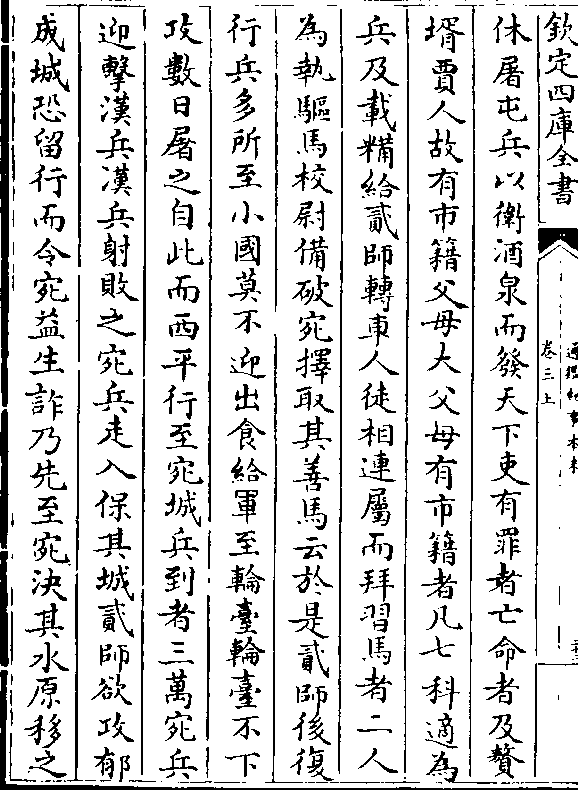 欽定四庫全書
通鑑紀事本末
卷三上
休屠屯兵以衛酒泉而發天下吏有罪者亡命者及贅
壻賈人故有市籍父母大父母有市籍者凡七科適為
兵及載糒給貳師轉車人徒相連屬而拜習馬者二人
為執驅馬校尉備破宛擇取其善馬云於是貳師後復
行兵多所至小國莫不迎出食給軍至輪臺輪臺不下
攻數日屠之自此而西平行至宛城兵到者三萬宛兵
迎擊漢兵漢兵射敗之宛兵走入保其城貳師欲攻郁
成城恐留行而令宛益生詐乃先至宛決其水原移之